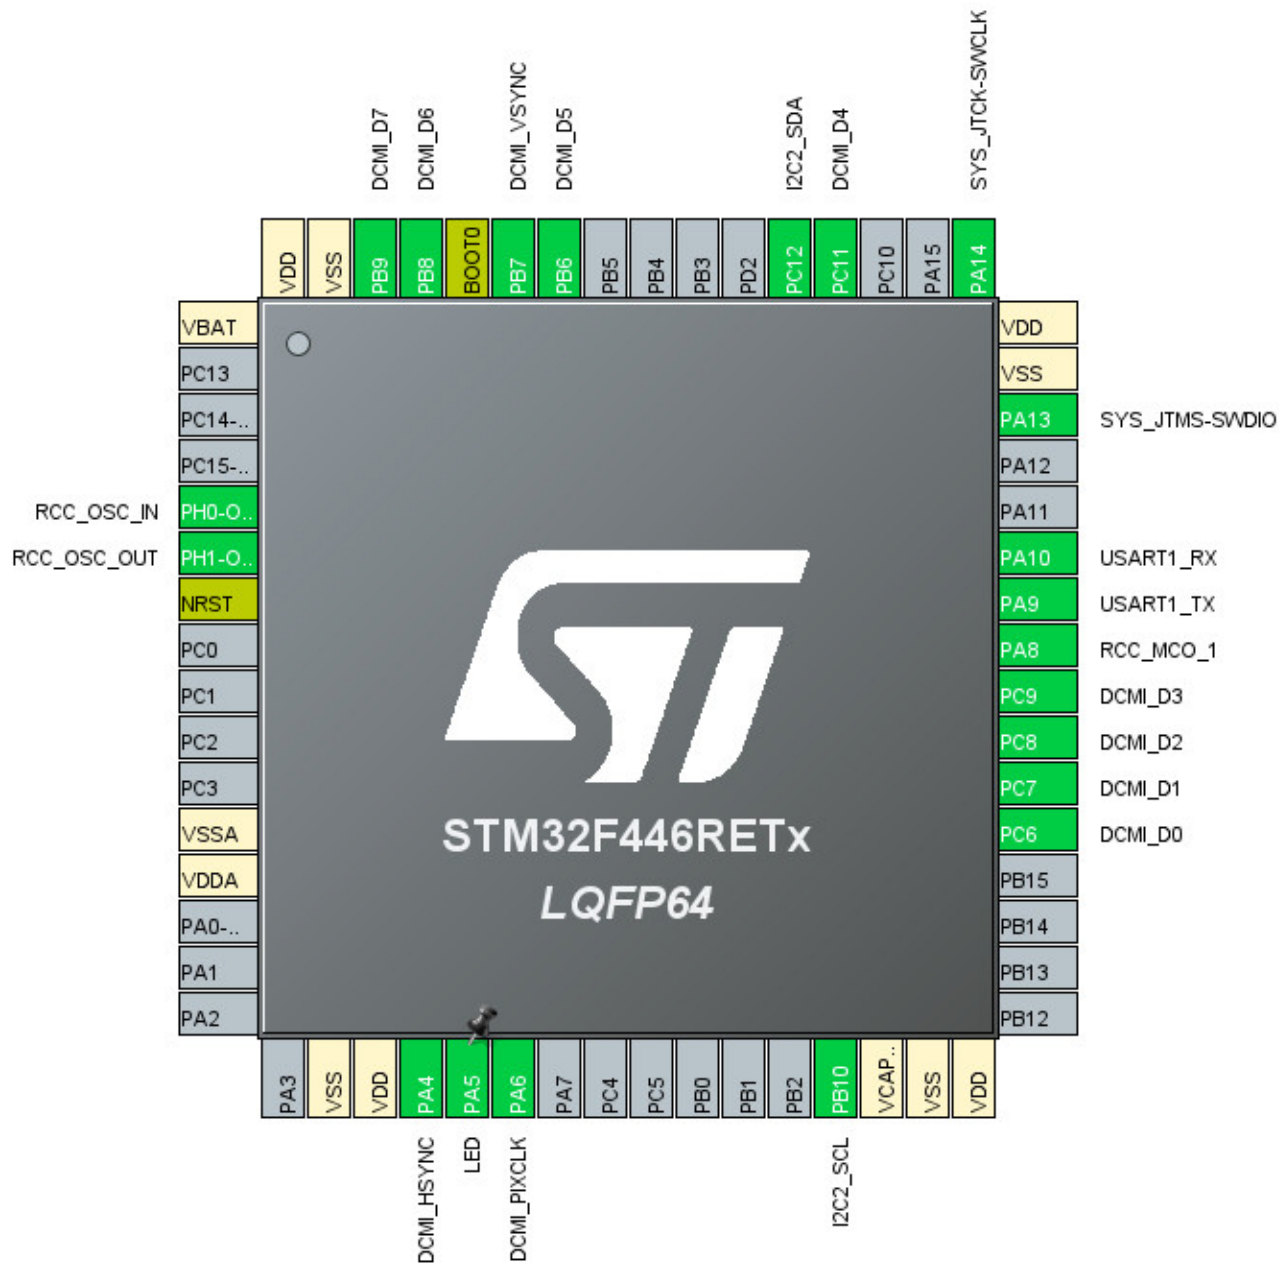 DCMI_D7
DCMI_D6
DCMI_VSYNC
DCMI_D5
I2C2_SDA
DCMI_D4
SYS_JTCK-SWCLK
VDD
VSS
PB9
PB8
BOOT0
PB7
PB6
PB5
PB4
PB3
PD2
PC12
PC11
PC10
PA15
PA14
VBAT
PC13
PC14-..
PC15-..
RCC_OSC_IN PH0-O..
RCC_OSC_OUT PH1-O..
NRST
PC0
PC1
PC2
PC3
VSSA
VDDA
PA0-..
PA1
PA2
ST
STM32F446RETx
LQFP64
VDD
VSS
PA13 SYS_JTMS-SWDIO
PA12
PA11
PA10 USART1_RX
PA9 USART1_TX
PA8 RCC_MCO_1
PC9 DCMI_D3
PC8 DCMI_D2
PC7 DCMI_D1
PC6 DCMI_D0
PB15
PB14
PB13
PB12
PA3
VSS
VDD
PA4
PA5
PA6
PA7
PC4
PC5
PB0
PB1
PB2
PB10
VCAP..
VSS
VDD
DCMI_HSYNC
LED
DCMI_PIXCLK
I2C2_SCL